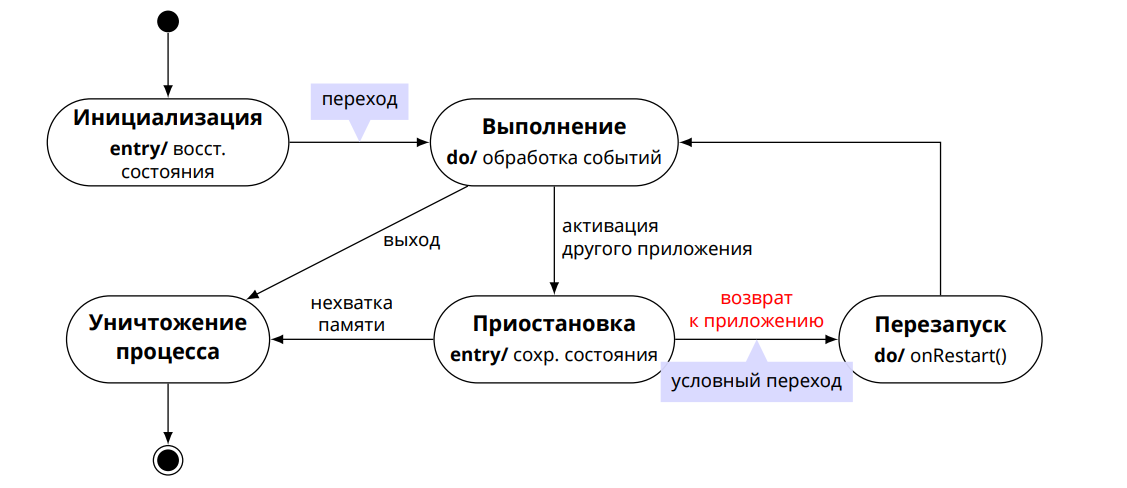 переход
Инициализация
entry/ восст.
состояния
Выполнение
do/ обработка событий
активация
другого приложения
выход
нехватка
памяти
возврат
к приложению
Уничтожение
процесса
Приостановка
entry/ сохр. состояния
Перезапуск
do/ onRestart()
условный переход